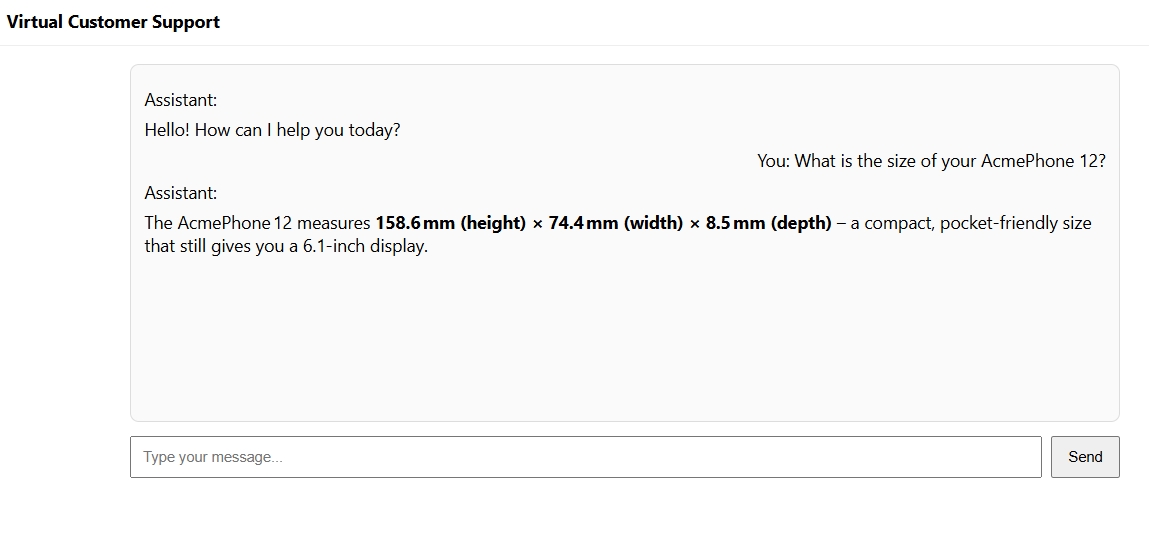 Virtual Customer Support
Assistant:
Hello! How can I help you today?
You: What is the size of your AcmePhone 12?
Assistant:
The AcmePhone 12 measures 158.6 mm (height) × 74.4 mm (width) × 8.5 mm (depth) – a compact, pocket-friendly size
that still gives you a 6.1-inch display.
Type your message...
Send